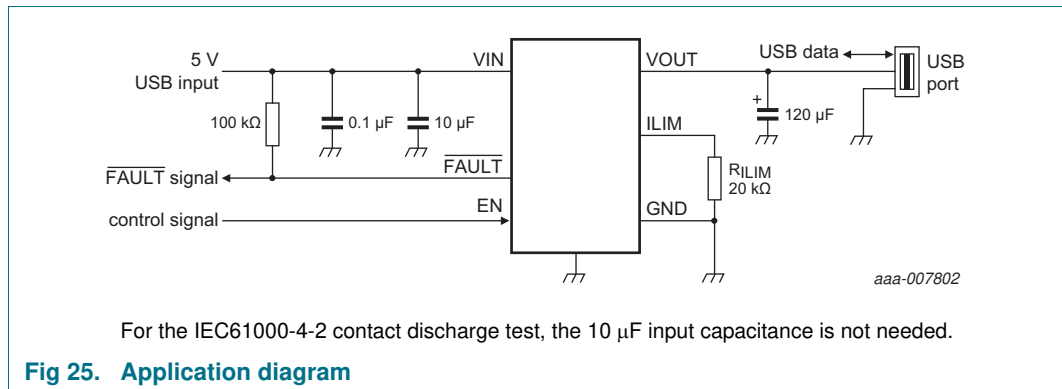 5 V
USB input
VIN
VOUT
USB data
USB
port
100 kΩ
0.1 μF
10 μF
+
120 μF
ILIM
RILIM
20 kΩ
FAULT signal
FAULT
EN
GND
control signal
aaa-007802
For the IEC61000-4-2 contact discharge test, the 10 μF input capacitance is not needed.
Fig 25. Application diagram